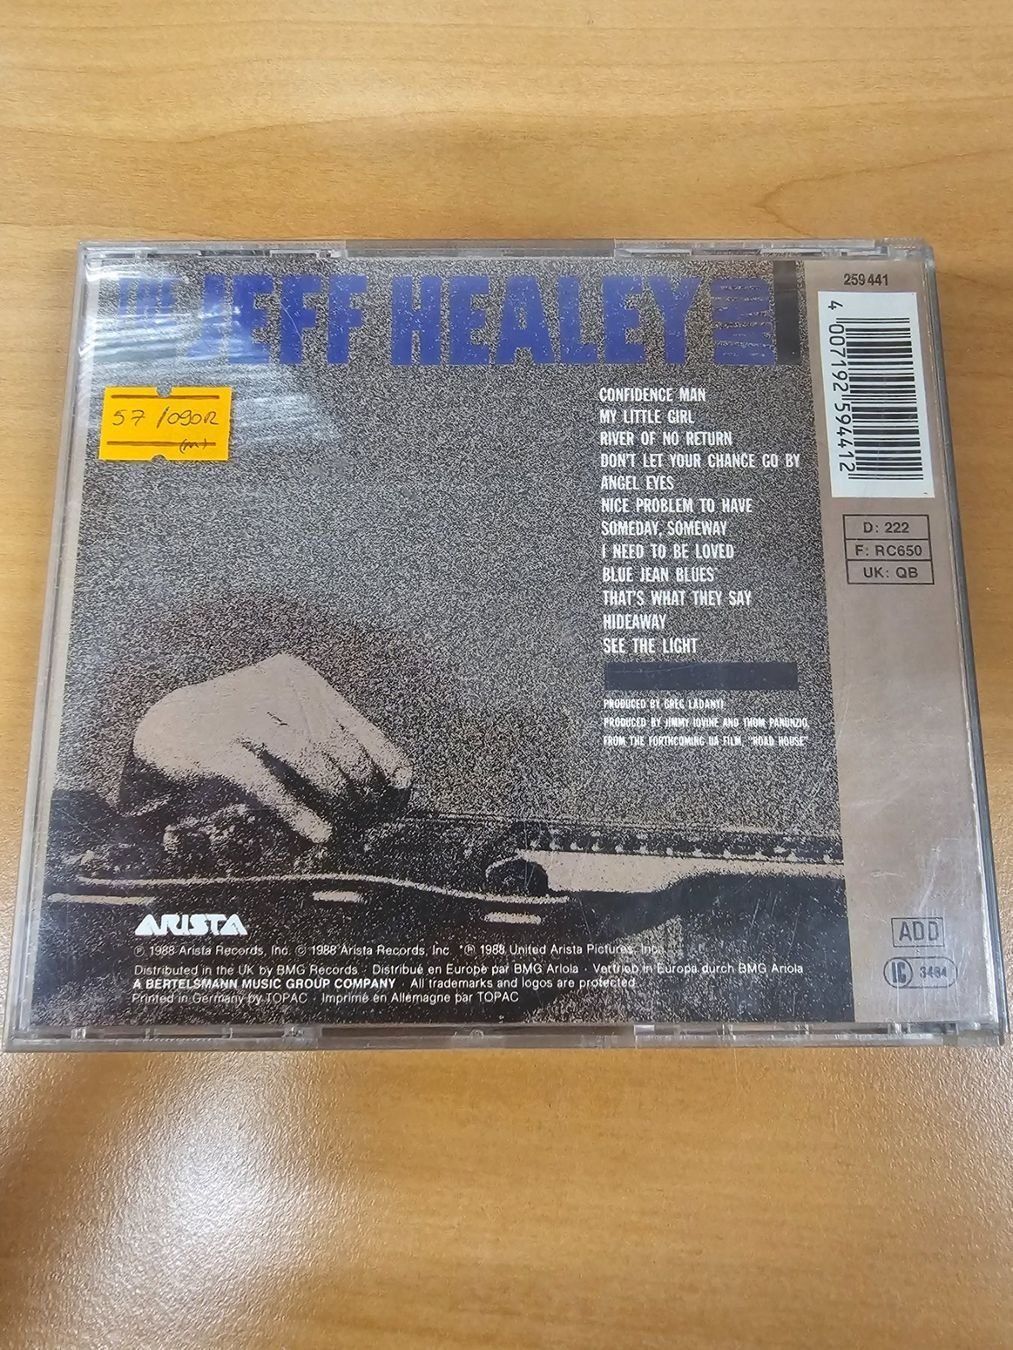 THE JEFF HEALEY BAND
259 441
4 007192 594412
57 /090R
(m)
CONFIDENCE MAN
MY LITTLE GIRL
RIVER OF NO RETURN
DON'T LET YOUR CHANCE GO BY
ANGEL EYES
NICE PROBLEM TO HAVE
SOMEDAY, SOMEWAY
I NEED TO BE LOVED
BLUE JEAN BLUES*
THAT'S WHAT THEY SAY
HIDEAWAY
SEE THE LIGHT
D: 222
F: RC650
UK: QB
PRODUCED BY GREG LADANYI
PRODUCED BY JIMMY IOVINE AND THOM PANUNZIO
FROM THE FORTHCOMING UA FILM, "ROAD HOUSE"
ARISTA
℗ 1988 Arista Records, Inc. © 1988 Arista Records, Inc. *℗ 1988 United Artista Pictures, Inc.
Distributed in the UK by BMG Records · Distribué en Europe par BMG Ariola · Vertrieb in Europa durch BMG Ariola
A BERTELSMANN MUSIC GROUP COMPANY · All trademarks and logos are protected
Printed in Germany by TOPAC · Imprimé en Allemagne par TOPAC
ADD
LC 3484